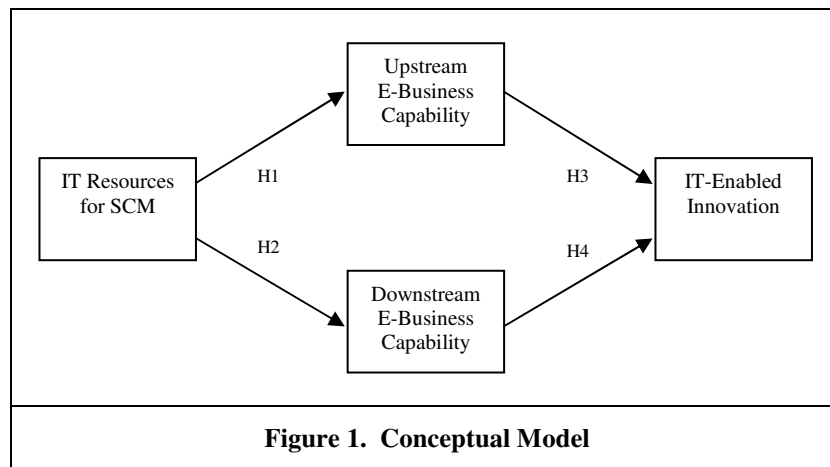 Upstream
E-Business
Capability
IT Resources
for SCM
H1
H3
IT-Enabled
Innovation
H2
H4
Downstream
E-Business
Capability
Figure 1. Conceptual Model